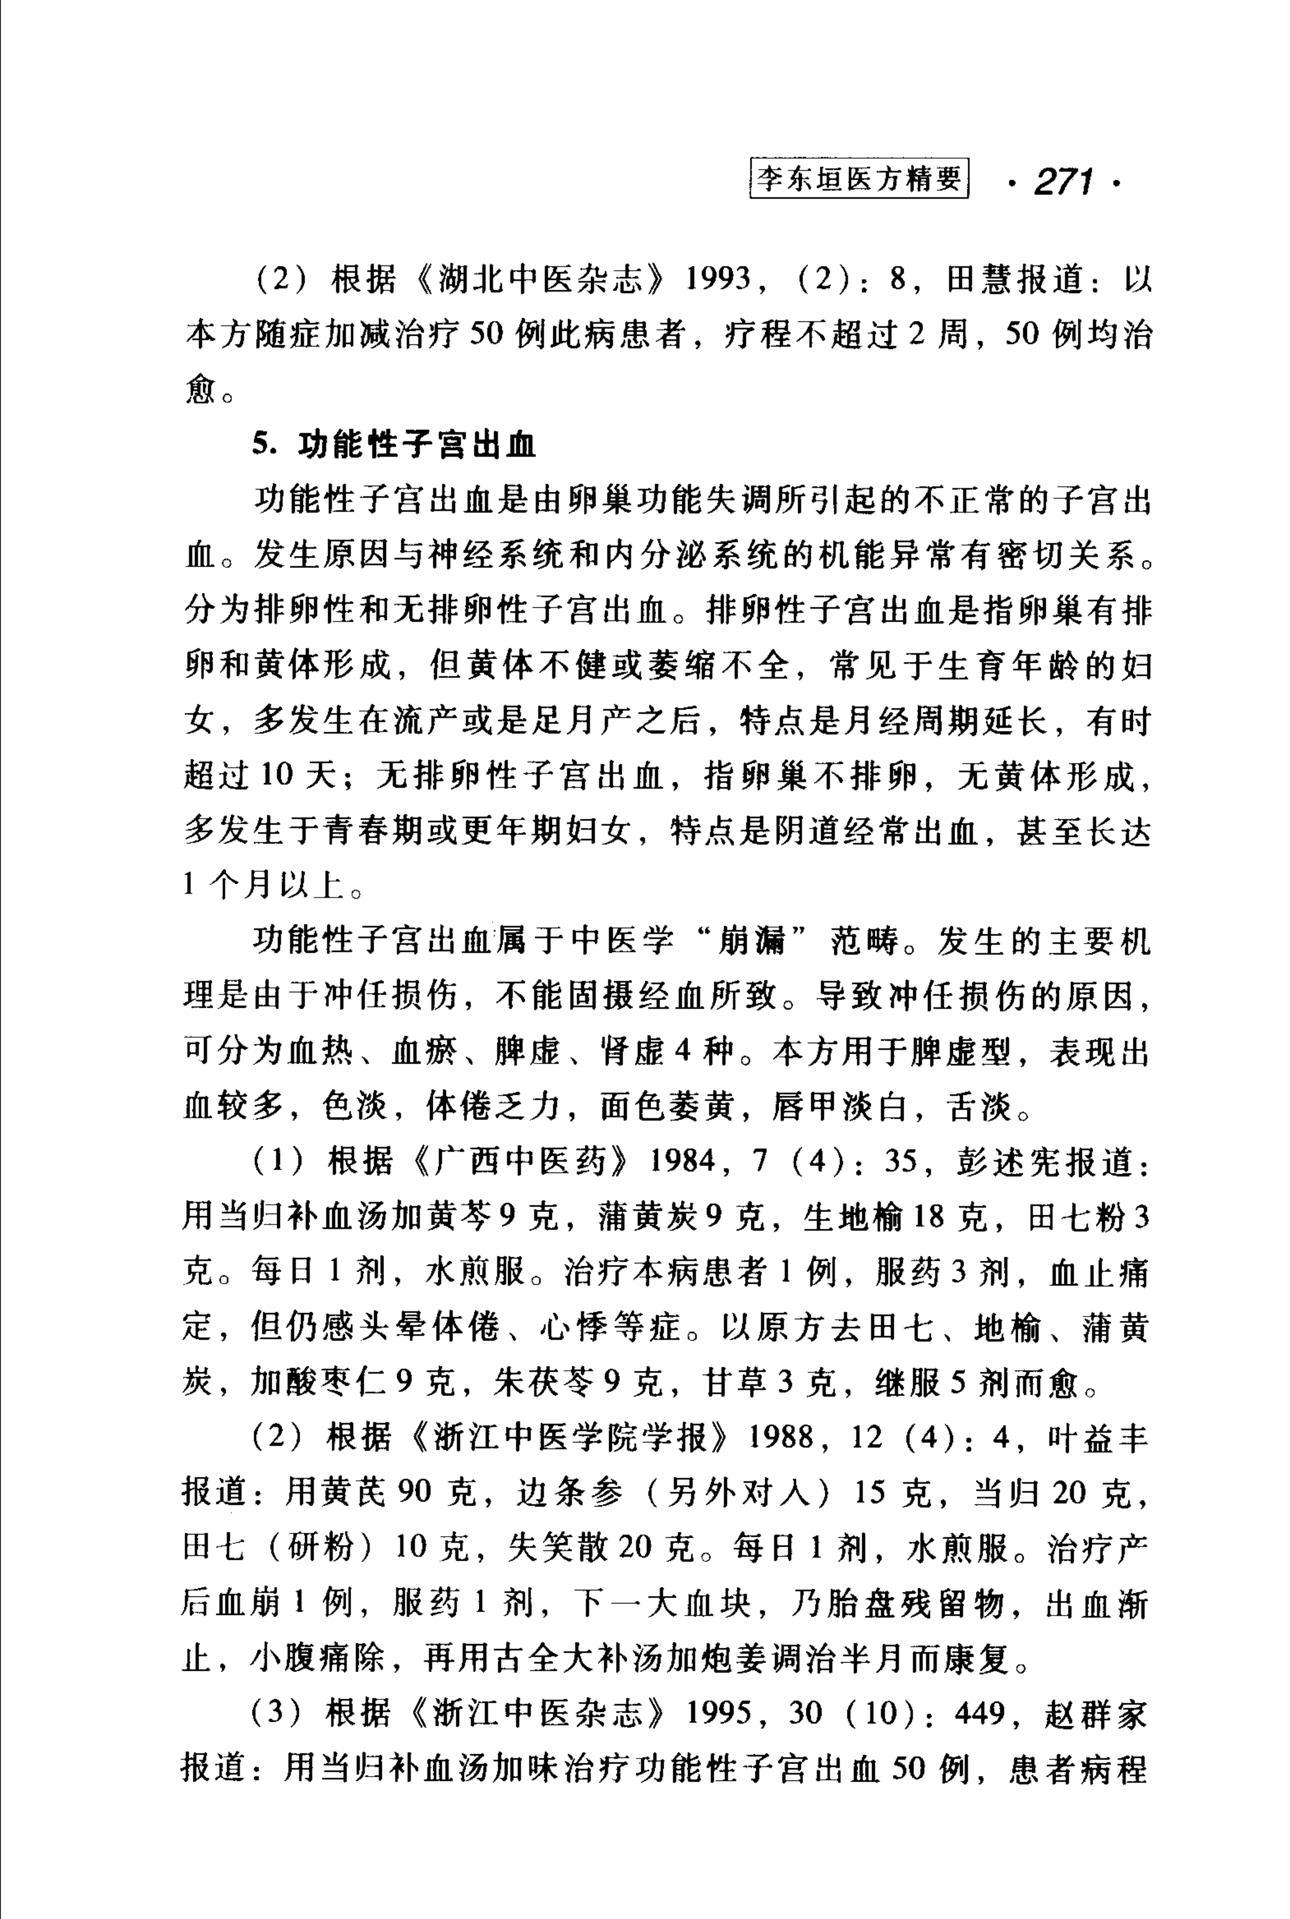 李东垣医方精要 ·271·
(2) 根据《湖北中医杂志》1993, (2): 8, 田慧报道: 以
本方随症加减治疗 50 例此病患者, 疗程不超过 2 周, 50 例均治
愈。
5. 功能性子宫出血
功能性子宫出血是由卵巢功能失调所引起的不正常的子宫出
血。发生原因与神经系统和内分泌系统的机能异常有密切关系。
分为排卵性和无排卵性子宫出血。排卵性子宫出血是指卵巢有排
卵和黄体形成, 但黄体不健或萎缩不全, 常见于生育年龄的妇
女, 多发生在流产或是足月产之后, 特点是月经周期延长, 有时
超过 10 天; 无排卵性子宫出血, 指卵巢不排卵, 无黄体形成,
多发生于青春期或更年期妇女, 特点是阴道经常出血, 甚至长达
1 个月以上。
功能性子宫出血属于中医学“崩漏”范畴。发生的主要机
理是由于冲任损伤, 不能固摄经血所致。导致冲任损伤的原因,
可分为血热、血瘀、脾虚、肾虚 4 种。本方用于脾虚型, 表现出
血较多, 色淡, 体倦乏力, 面色萎黄, 唇甲淡白, 舌淡。
(1) 根据《广西中医药》1984, 7 (4): 35, 彭述宪报道:
用当归补血汤加黄芩 9 克, 蒲黄炭 9 克, 生地榆 18 克, 田七粉 3
克。每日 1 剂, 水煎服。治疗本病患者 1 例, 服药 3 剂, 血止痛
定, 但仍感头晕体倦、心悸等症。以原方去田七、地榆、蒲黄
炭, 加酸枣仁 9 克, 朱茯苓 9 克, 甘草 3 克, 继服 5 剂而愈。
(2) 根据《浙江中医学院学报》1988, 12 (4): 4, 叶益丰
报道: 用黄芪 90 克, 边条参 (另外对人) 15 克, 当归 20 克,
田七 (研粉) 10 克, 失笑散 20 克。每日 1 剂, 水煎服。治疗产
后血崩 1 例, 服药 1 剂, 下一大血块, 乃胎盘残留物, 出血渐
止, 小腹痛除, 再用古全大补汤加炮姜调治半月而康复。
(3) 根据《浙江中医杂志》1995, 30 (10): 449, 赵群家
报道: 用当归补血汤加味治疗功能性子宫出血 50 例, 患者病程